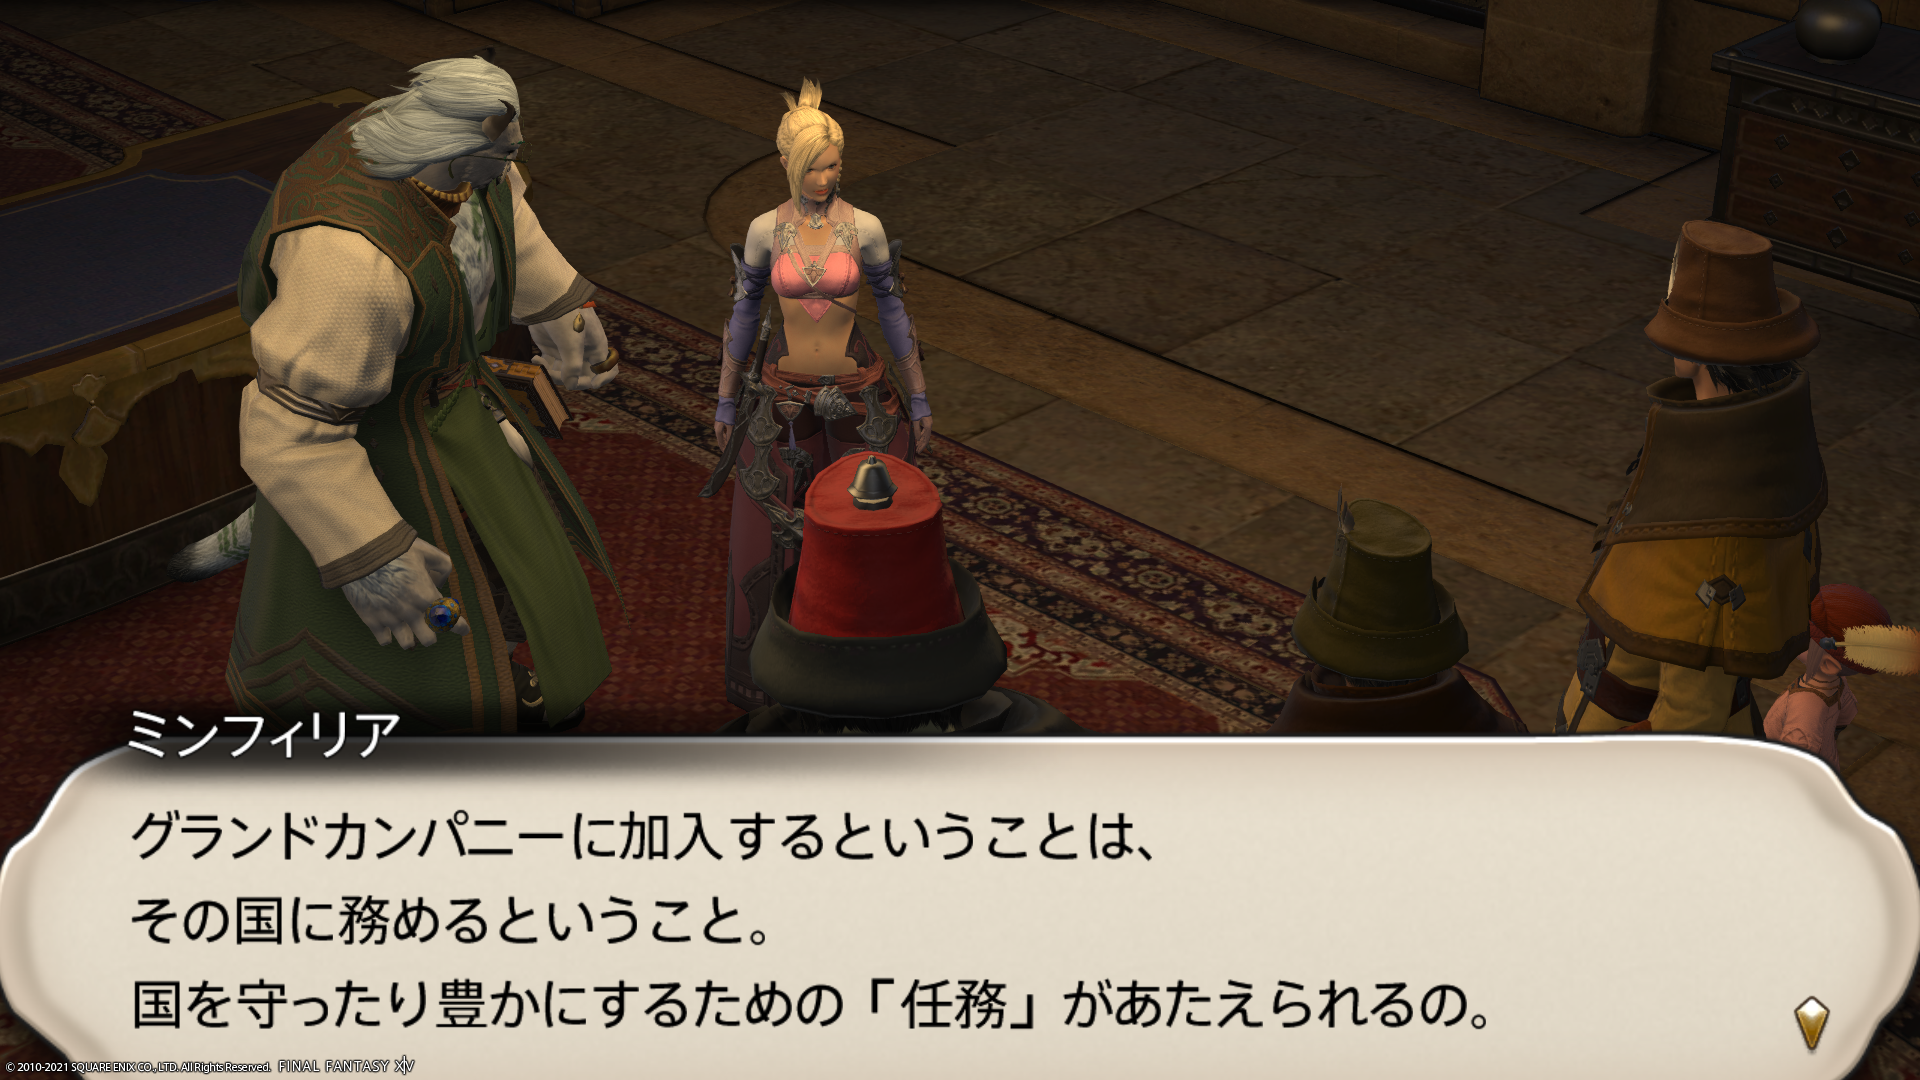 ミンフィリア
グランドカンパニーに加入するということは、
その国に務めるということ。
国を守ったり豊かにするための「任務」があたえられるの。
© 2010-2021 SQUARE ENIX CO., LTD. All Rights Reserved. FINAL FANTASY XIV